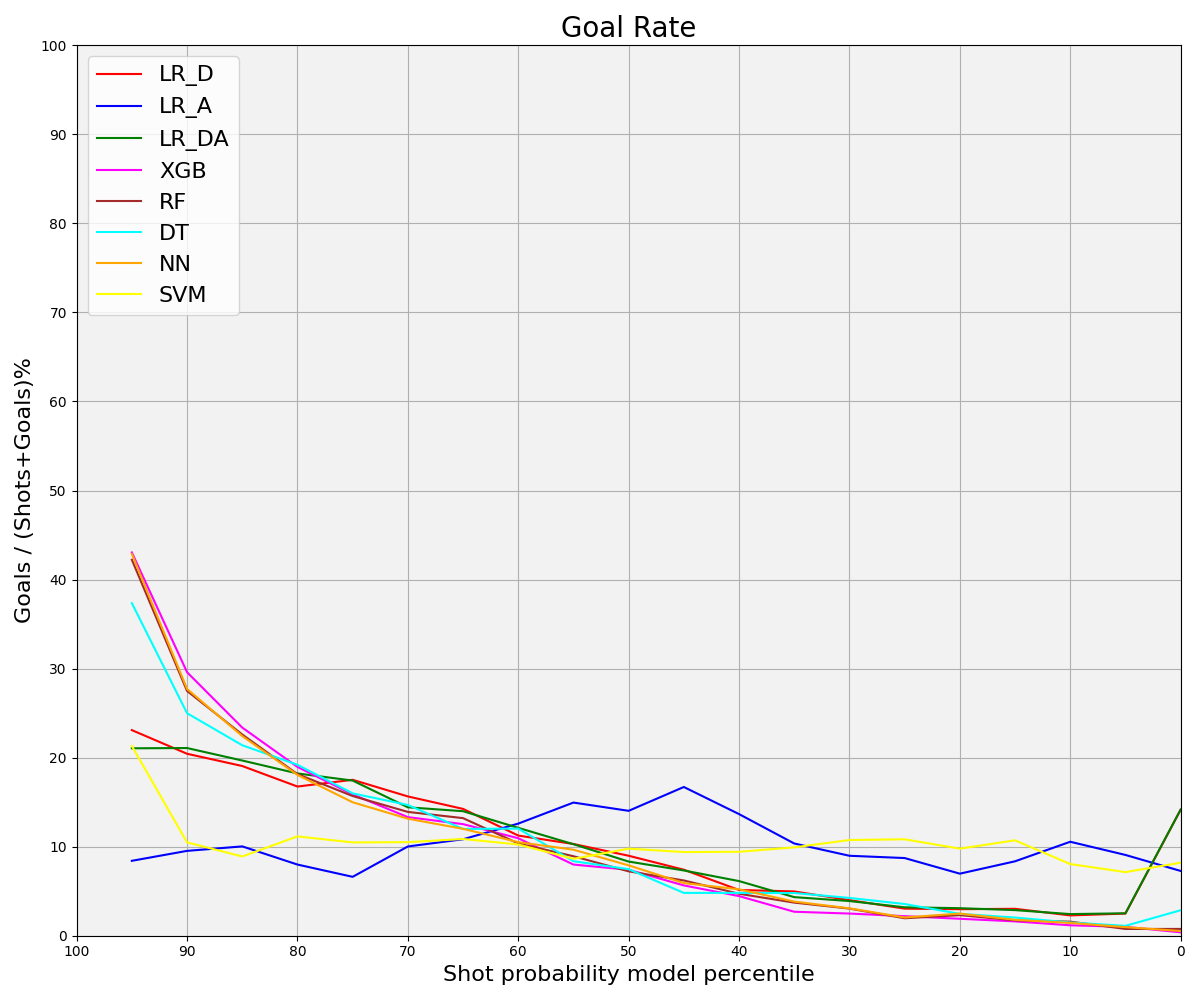 Goal Rate
100
90
80
70
60
50
40
30
20
10
0
Goals / (Shots+Goals)%
LR_D
LR_A
LR_DA
XGB
RF
DT
NN
SVM
100 90 80 70 60 50 40 30 20 10 0
Shot probability model percentile